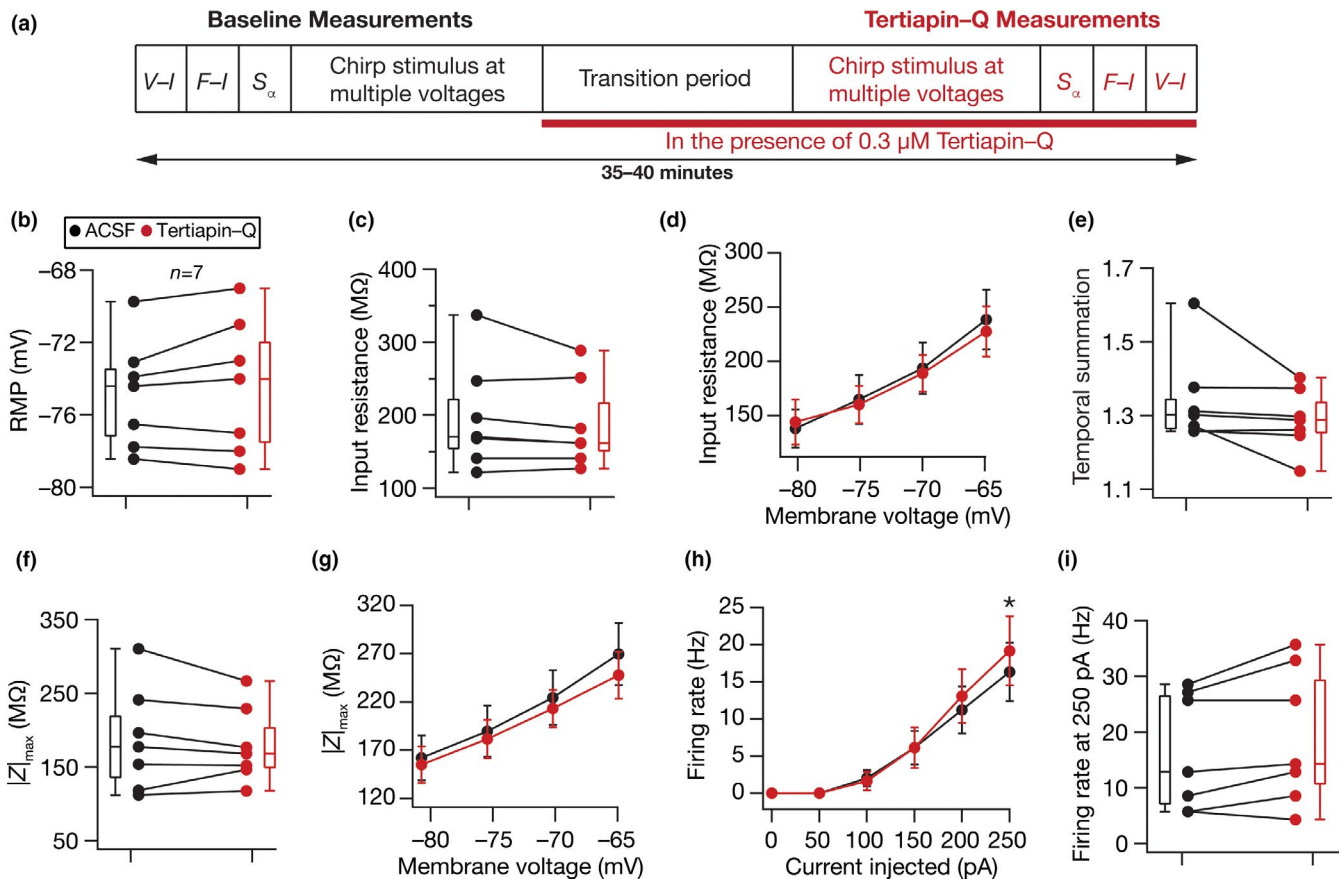 (a)
Baseline Measurements
Tertiapin–Q Measurements
V–I
F–I
Sα
Chirp stimulus at
multiple voltages
Transition period
Chirp stimulus at
multiple voltages
Sα
F–I
V–I
In the presence of 0.3 µM Tertiapin–Q
35–40 minutes
(b)
ACSF
Tertiapin–Q
n=7
RMP (mV)
–68
–72
–76
–80
(c)
Input resistance (MΩ)
400
300
200
100
(d)
Input resistance (MΩ)
300
250
200
150
–80
–75
–70
–65
Membrane voltage (mV)
(e)
Temporal summation
1.7
1.5
1.3
1.1
(f)
|Z|max (MΩ)
350
250
150
50
(g)
|Z|max (MΩ)
320
270
220
170
120
–80
–75
–70
–65
Membrane voltage (mV)
(h)
Firing rate (Hz)
25
20
15
10
5
0
*
0
50
100
150
200
250
Current injected (pA)
(i)
Firing rate at 250 pA (Hz)
40
30
20
10
0